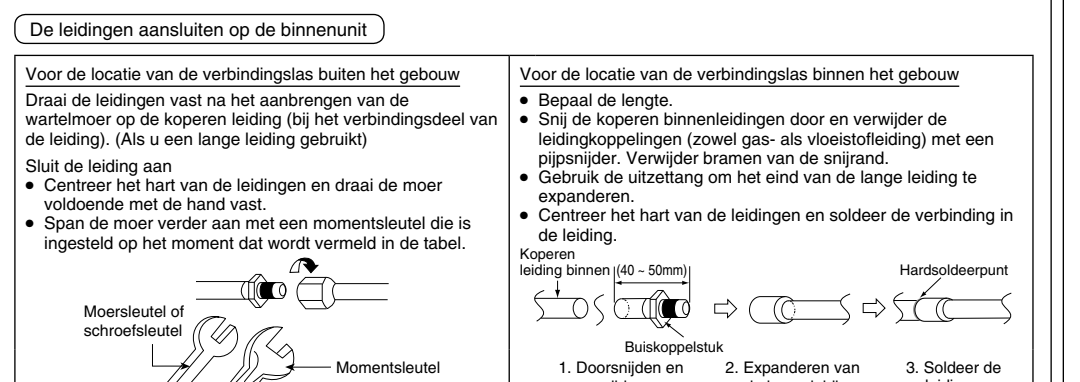 De leidingen aansluiten op de binnenunit
Voor de locatie van de verbindingslas buiten het gebouw
Draai de leidingen vast na het aanbrengen van de
wartelmoer op de koperen leiding (bij het verbindingsdeel van
de leiding). (Als u een lange leiding gebruikt)
Sluit de leiding aan
● Centreer het hart van de leidingen en draai de moer
voldoende met de hand vast.
● Span de moer verder aan met een momentsleutel die is
ingesteld op het moment dat wordt vermeld in de tabel.
Moersleutel of
schroefsleutel
Momentsleutel
Voor de locatie van de verbindingslas binnen het gebouw
● Bepaal de lengte.
● Snij de koperen binnenleidingen door en verwijder de
leidingkoppelingen (zowel gas- als vloeistofleiding) met een
pijpsnijder. Verwijder bramen van de snijrand.
● Gebruik de uitzettang om het eind van de lange leiding te
expanderen.
● Centreer het hart van de leidingen en soldeer de verbinding in
de leiding.
Koperen
leiding binnen
(40 ~ 50mm)
Hardsoldeerpunt
Buiskoppelstuk
1. Doorsnijden en
2. Expanderen van
3. Soldeer de